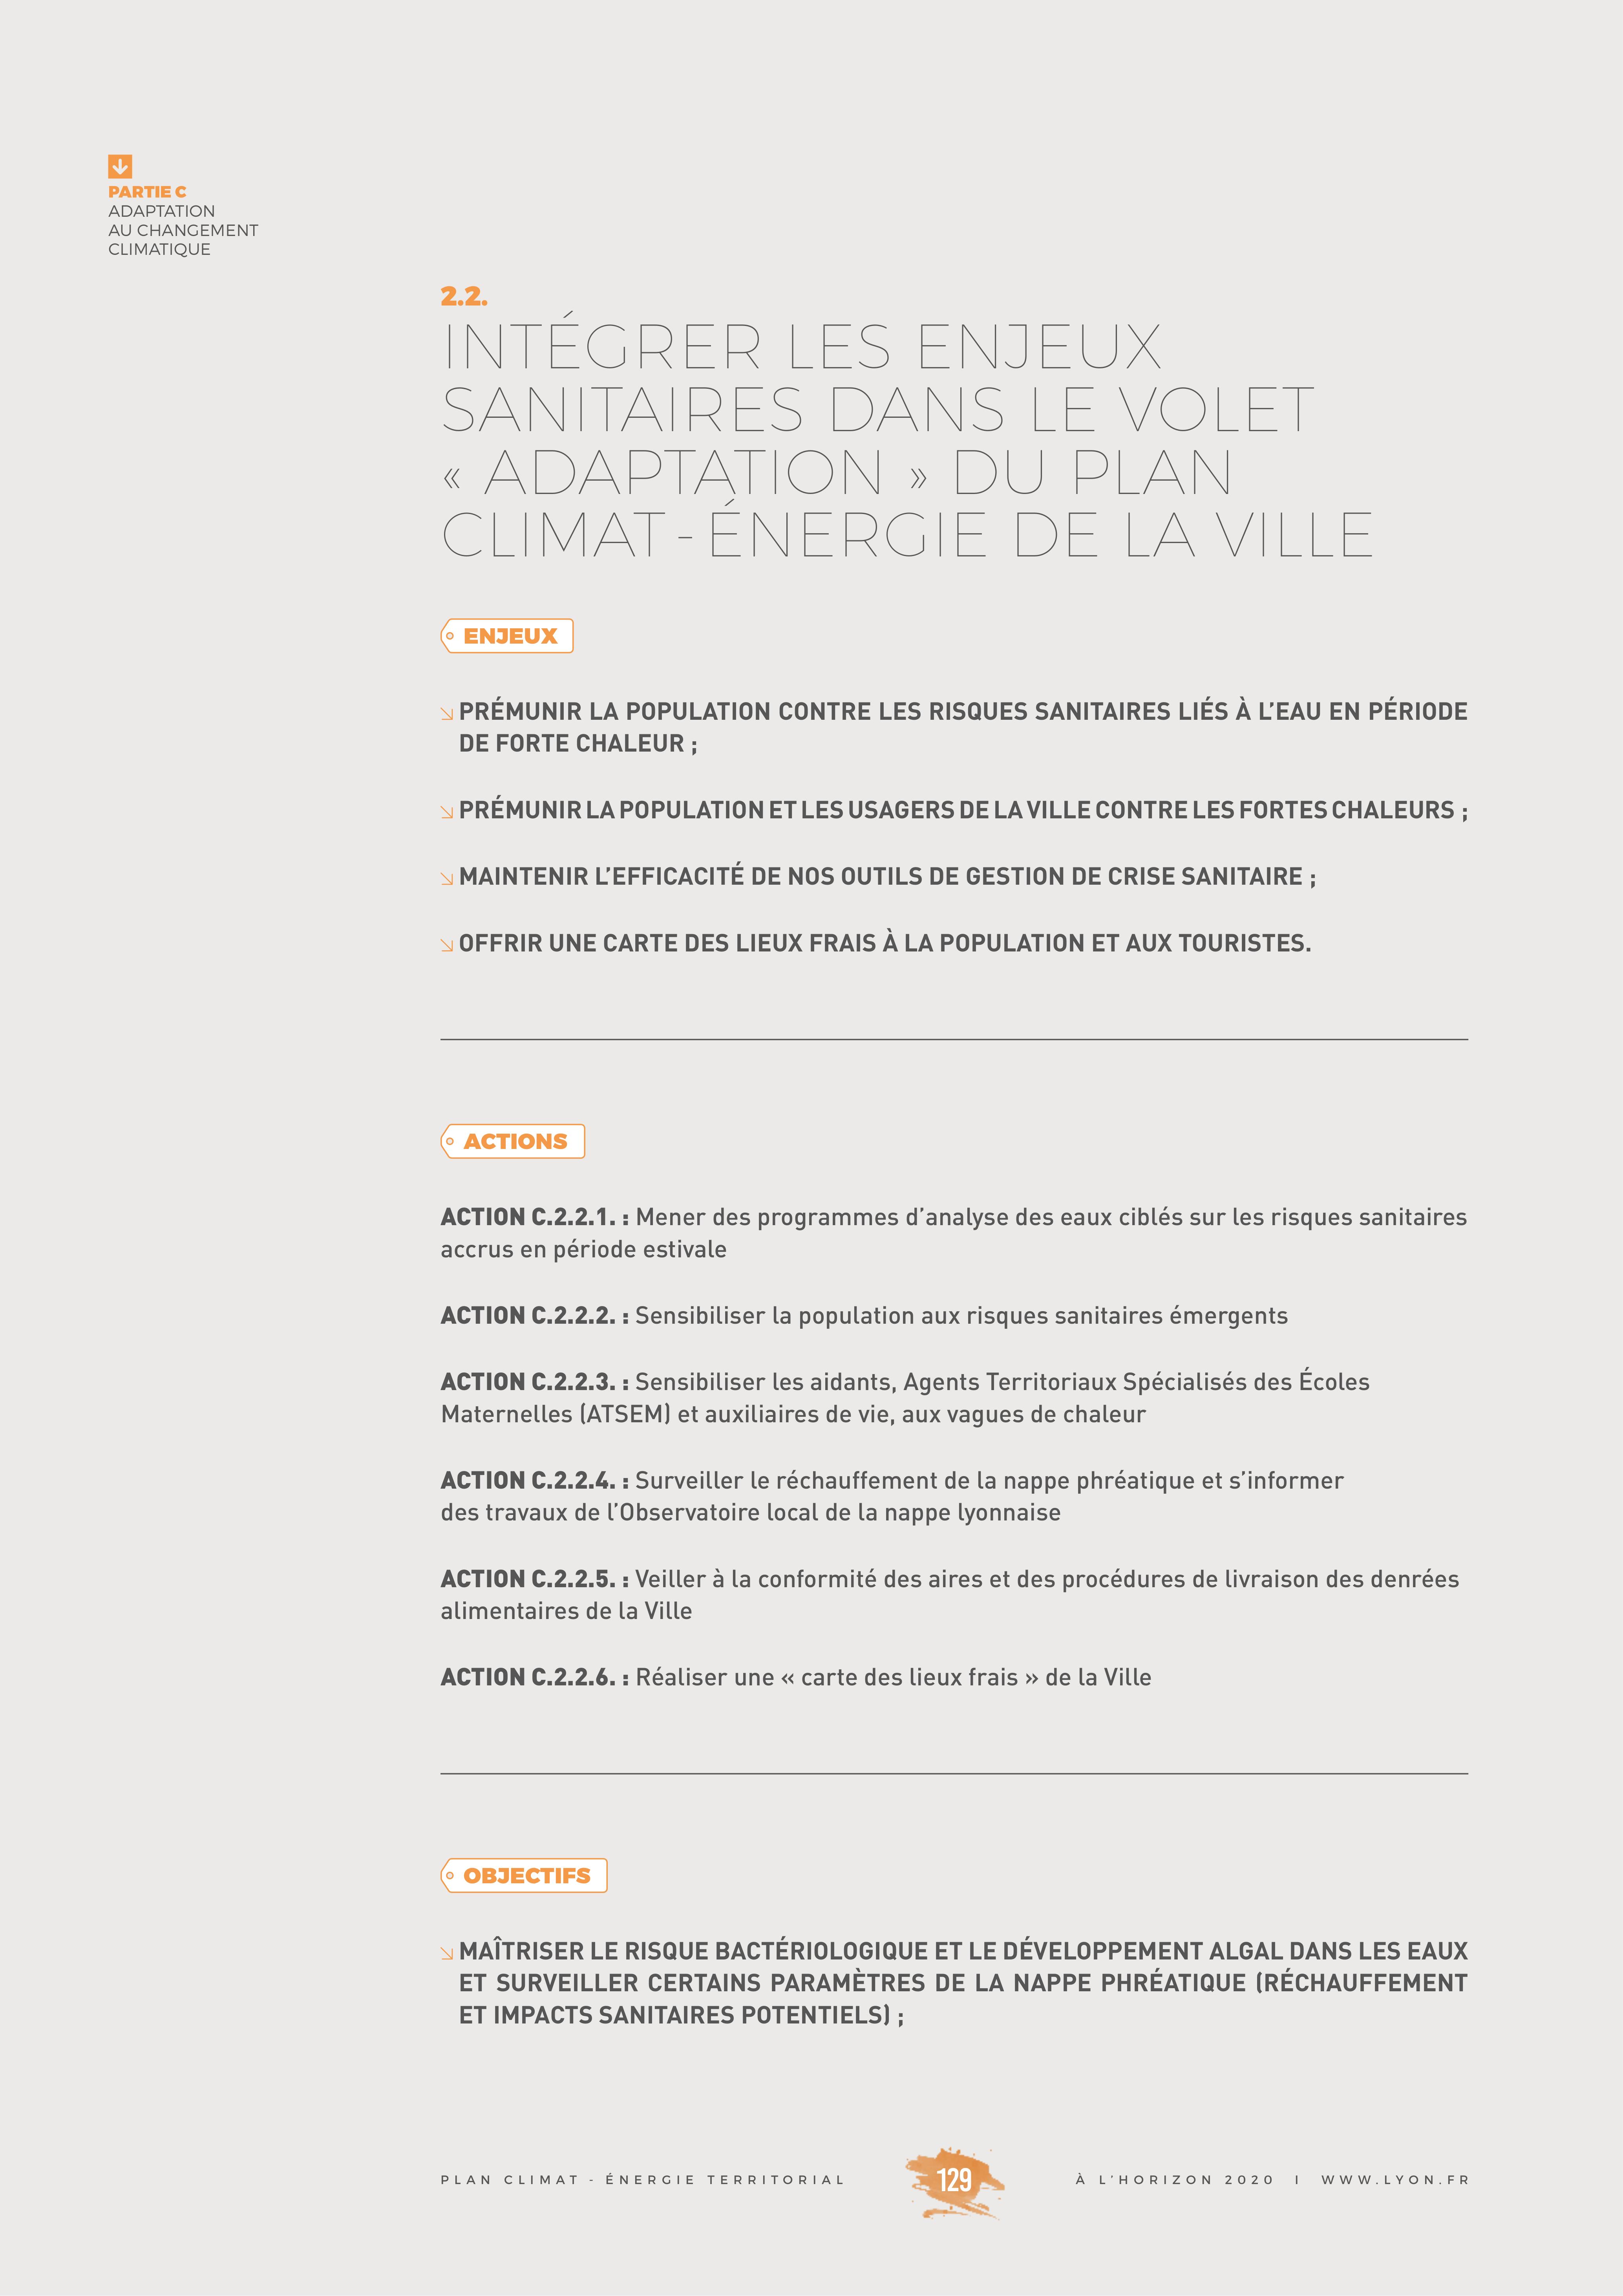 PARTIE C
ADAPTATION
AU CHANGEMENT
CLIMATIQUE
2.2.
INTÉGRER LES ENJEUX
SANITAIRES DANS LE VOLET
« ADAPTATION » DU PLAN
CLIMAT-ÉNERGIE DE LA VILLE
ENJEUX
PRÉMUNIR LA POPULATION CONTRE LES RISQUES SANITAIRES LIÉS À L’EAU EN PÉRIODE
DE FORTE CHALEUR ;
PRÉMUNIR LA POPULATION ET LES USAGERS DE LA VILLE CONTRE LES FORTES CHALEURS ;
MAINTENIR L’EFFICACITÉ DE NOS OUTILS DE GESTION DE CRISE SANITAIRE ;
OFFRIR UNE CARTE DES LIEUX FRAIS À LA POPULATION ET AUX TOURISTES.
ACTIONS
ACTION C.2.2.1. : Mener des programmes d’analyse des eaux ciblés sur les risques sanitaires
accrus en période estivale
ACTION C.2.2.2. : Sensibiliser la population aux risques sanitaires émergents
ACTION C.2.2.3. : Sensibiliser les aidants, Agents Territoriaux Spécialisés des Écoles
Maternelles (ATSEM) et auxiliaires de vie, aux vagues de chaleur
ACTION C.2.2.4. : Surveiller le réchauffement de la nappe phréatique et s’informer
des travaux de l’Observatoire local de la nappe lyonnaise
ACTION C.2.2.5. : Veiller à la conformité des aires et des procédures de livraison des denrées
alimentaires de la Ville
ACTION C.2.2.6. : Réaliser une « carte des lieux frais » de la Ville
OBJECTIFS
MAÎTRISER LE RISQUE BACTÉRIOLOGIQUE ET LE DÉVELOPPEMENT ALGAL DANS LES EAUX
ET SURVEILLER CERTAINS PARAMÈTRES DE LA NAPPE PHRÉATIQUE (RÉCHAUFFEMENT
ET IMPACTS SANITAIRES POTENTIELS) ;
PLAN CLIMAT - ÉNERGIE TERRITORIAL 129 À L’HORIZON 2020 I WWW.LYON.FR